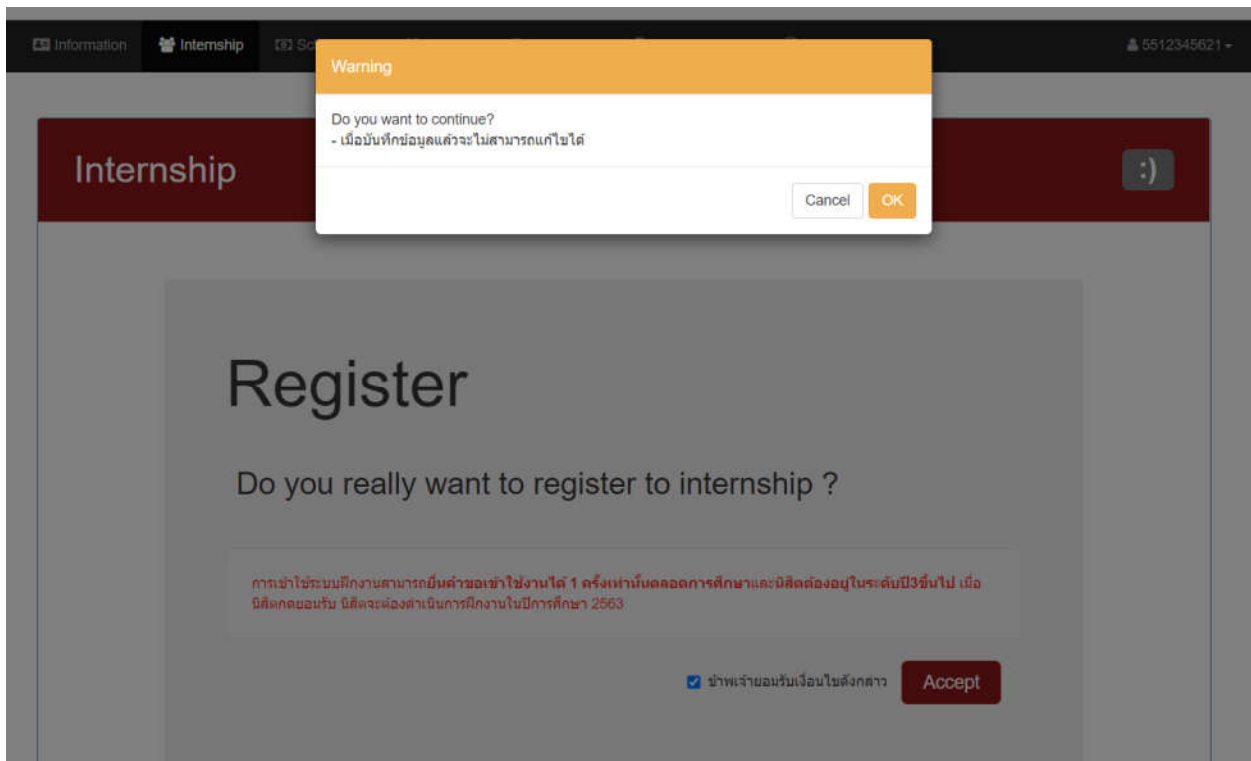 Information
Internship
Sc
5512345621
Warning
Do you want to continue?
- เมื่อบันทึกข้อมูลแล้วจะไม่สามารถแก้ไขได้
Cancel
OK
Internship
:)
Register
Do you really want to register to internship ?
การเข้าใช้ระบบฝึกงานสามารถยื่นคำขอเข้าใช้งานได้ 1 ครั้งเท่านั้นตลอดการศึกษาและนิสิตต้องอยู่ในระดับปี3ขึ้นไป เมื่อ
นิสิตกดยอมรับ นิสิตจะต้องดำเนินการฝึกงานในปีการศึกษา 2563
ข้าพเจ้ายอมรับเงื่อนไขดังกล่าว
Accept